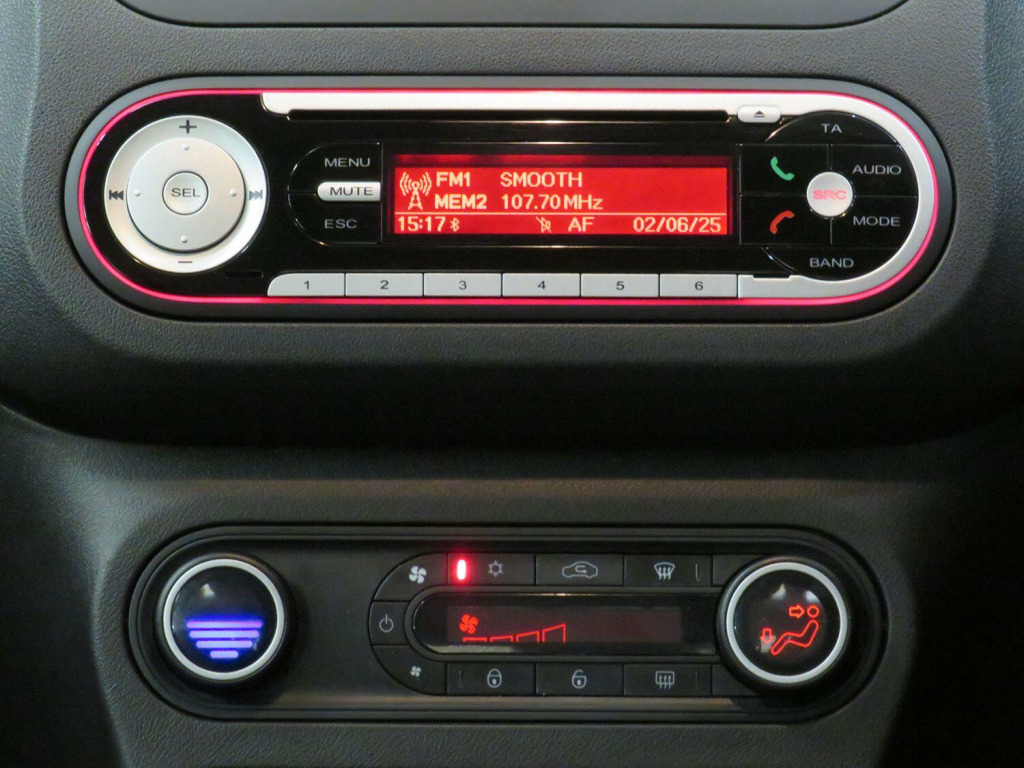 TA
MENU
MUTE
ESC
SEL
FM1 SMOOTH
MEM2 107.70MHz
15:17 AF 02/06/25
AUDIO
SRC
MODE
BAND
1 2 3 4 5 6